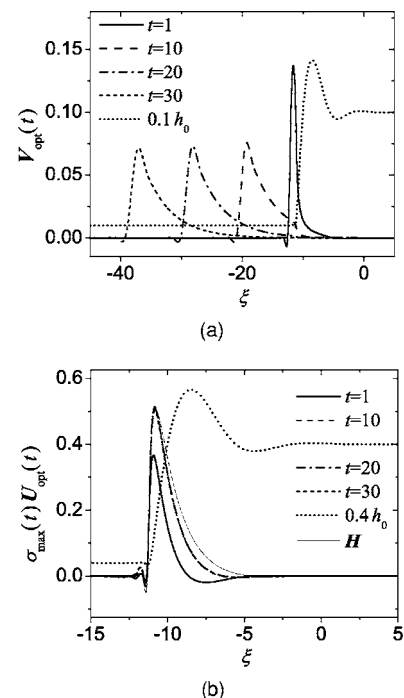 0.15
0.10
0.05
0.00
V_opt(t)
t=1
t=10
t=20
t=30
0.1 h_0
-40
-20
0
ξ
(a)
0.6
0.4
0.2
0.0
σ_max(t) U_opt(t)
t=1
t=10
t=20
t=30
0.4 h_0
H
-15
-10
-5
0
5
ξ
(b)